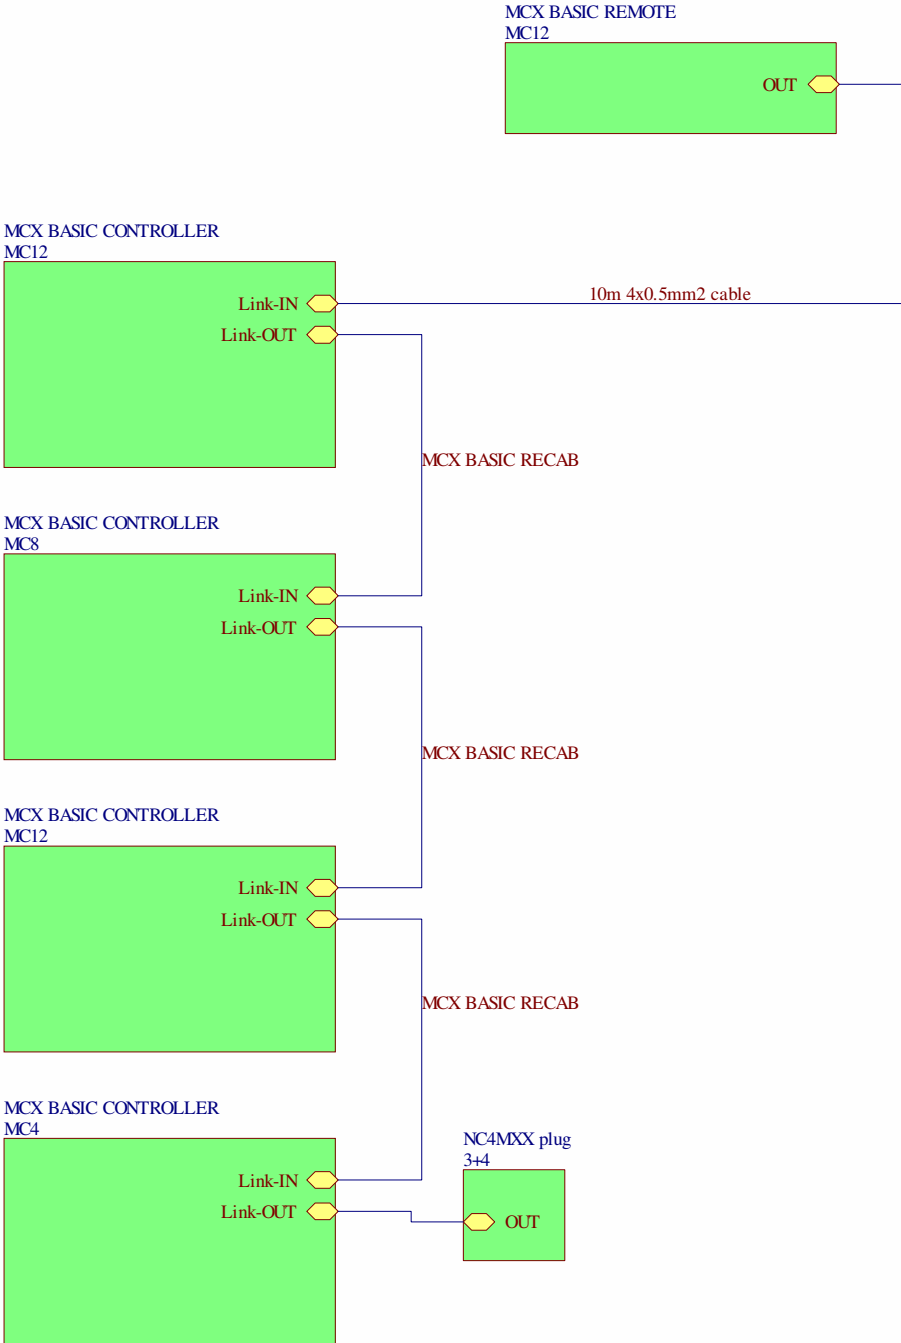 MCX BASIC REMOTE
MC12
OUT
MCX BASIC CONTROLLER
MC12
Link-IN
10m 4x0.5mm2 cable
Link-OUT
MCX BASIC RECAB
MCX BASIC CONTROLLER
MC8
Link-IN
Link-OUT
MCX BASIC RECAB
MCX BASIC CONTROLLER
MC12
Link-IN
Link-OUT
MCX BASIC RECAB
MCX BASIC CONTROLLER
MC4
NC4MXX plug
3+4
Link-IN
Link-OUT
OUT